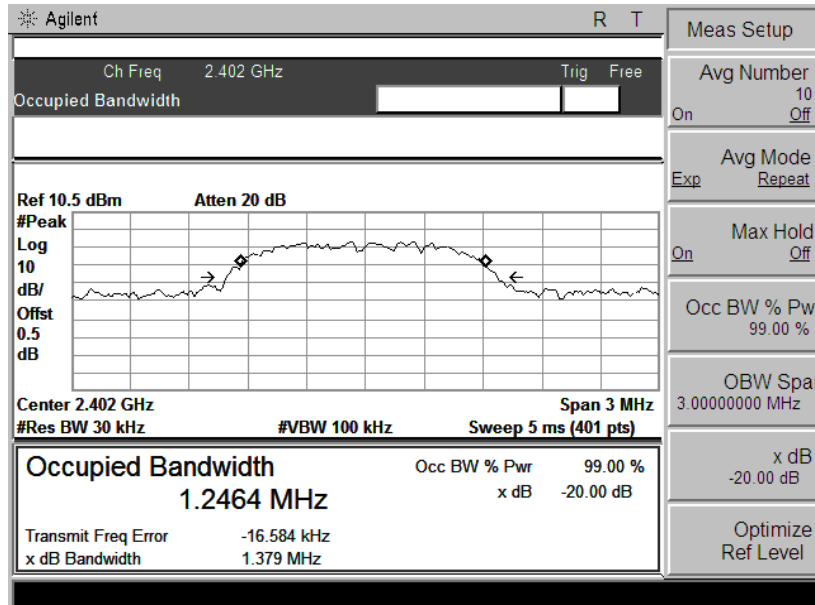 Agilent R T
Ch Freq 2.402 GHz Trig Free
Occupied Bandwidth
Ref 10.5 dBm Atten 20 dB
#Peak
Log
10
dB/
Offst
0.5
dB
Center 2.402 GHz Span 3 MHz
#Res BW 30 kHz #VBW 100 kHz Sweep 5 ms (401 pts)
Occupied Bandwidth
1.2464 MHz
Occ BW % Pwr 99.00 %
x dB -20.00 dB
Transmit Freq Error -16.584 kHz
x dB Bandwidth 1.379 MHz
Meas Setup
Avg Number
10
On Off
Avg Mode
Exp Repeat
Max Hold
On Off
Occ BW % Pw
99.00 %
OBW Spa
3.00000000 MHz
x dB
-20.00 dB
Optimize
Ref Level